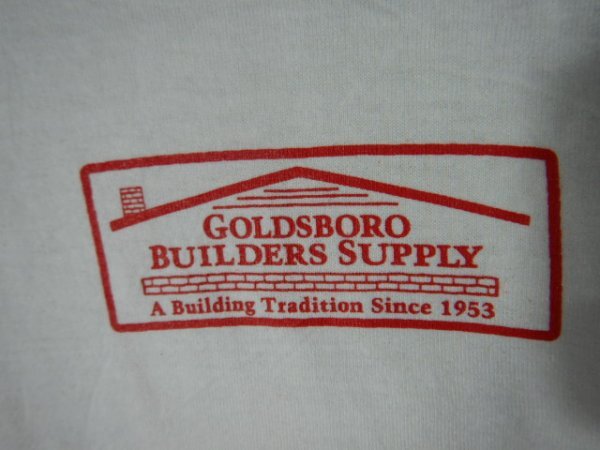 GOLDSBORO
BUILDERS SUPPLY
A Building Tradition Since 1953